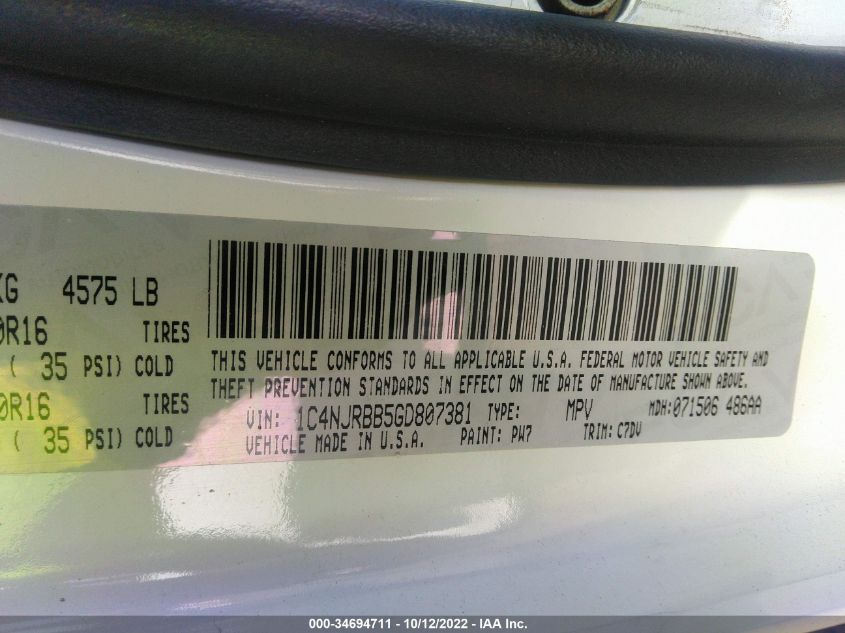 KG 4575 LB
0R16 TIRES
( 35 PSI) COLD
0R16 TIRES
( 35 PSI) COLD
THIS VEHICLE CONFORMS TO ALL APPLICABLE U.S.A. FEDERAL MOTOR VEHICLE SAFETY AND
THEFT PREVENTION STANDARDS IN EFFECT ON THE DATE OF MANUFACTURE SHOWN ABOVE.
VIN: 1C4NJRBB5GD807381 TYPE: MPV MDH:071506 486AA
VEHICLE MADE IN U.S.A. PAINT: PW7 TRIM: C7DV
000-34694711 - 10/12/2022 - IAA Inc.